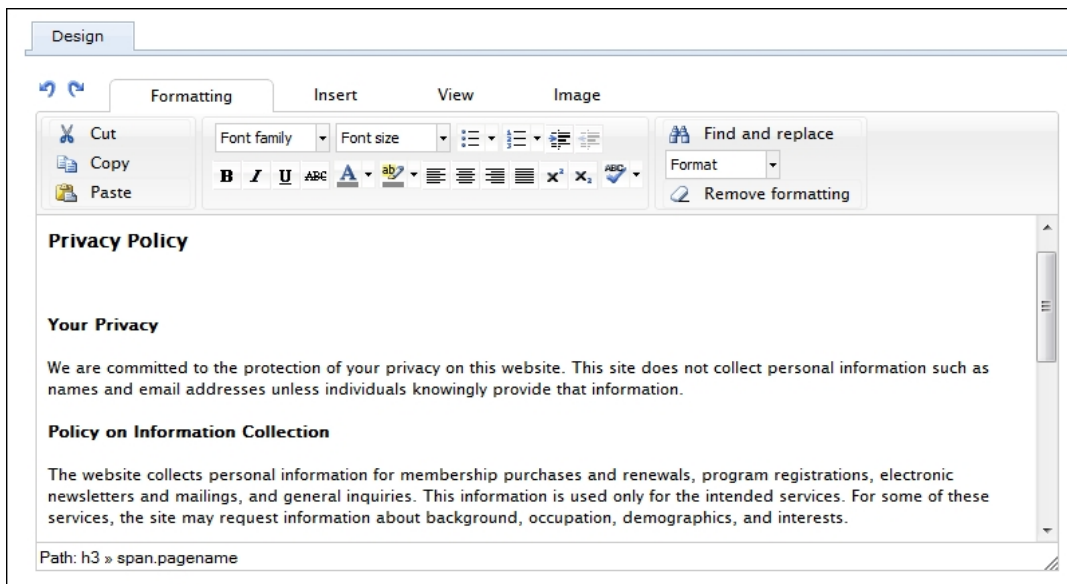 Design
Formatting Insert View Image
Cut
Copy
Paste
Font family Font size
B I U ABC A ab x² x₂ ABC
Find and replace
Format
Remove formatting
Privacy Policy
Your Privacy
We are committed to the protection of your privacy on this website. This site does not collect personal information such as
names and email addresses unless individuals knowingly provide that information.
Policy on Information Collection
The website collects personal information for membership purchases and renewals, program registrations, electronic
newsletters and mailings, and general inquiries. This information is used only for the intended services. For some of these
services, the site may request information about background, occupation, demographics, and interests.
Path: h3 » span.pagename